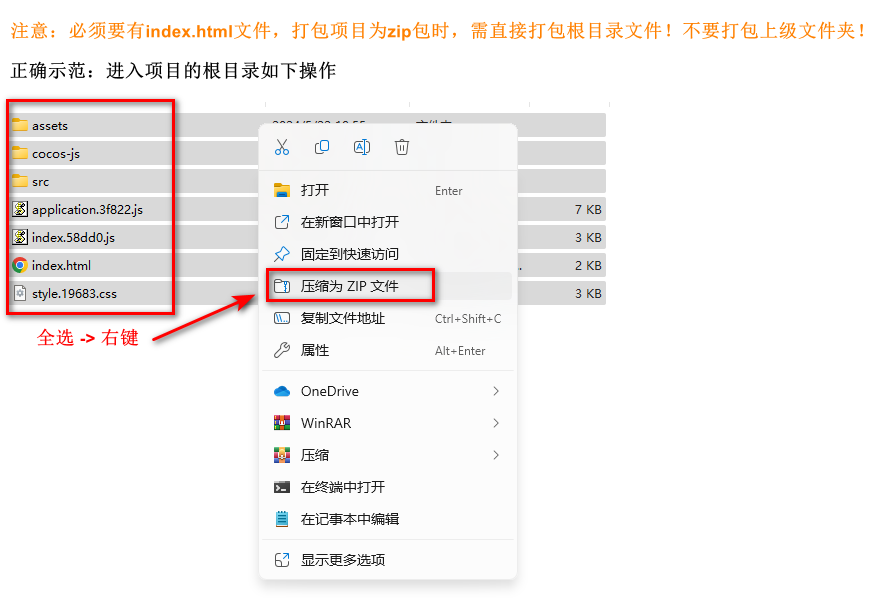 注意：必须要有index.html文件，打包项目为zip包时，需直接打包根目录文件！不要打包上级文件夹！
正确示范：进入项目的根目录如下操作
assets
cocos-js
src
application.3f822.js 7 KB
index.58dd0.js 3 KB
index.html 2 KB
style.19683.css 3 KB
全选 -> 右键
打开 Enter
在新窗口中打开
固定到快速访问
压缩为 ZIP 文件
复制文件地址 Ctrl+Shift+C
属性 Alt+Enter
OneDrive
WinRAR
压缩
在终端中打开
在记事本中编辑
显示更多选项